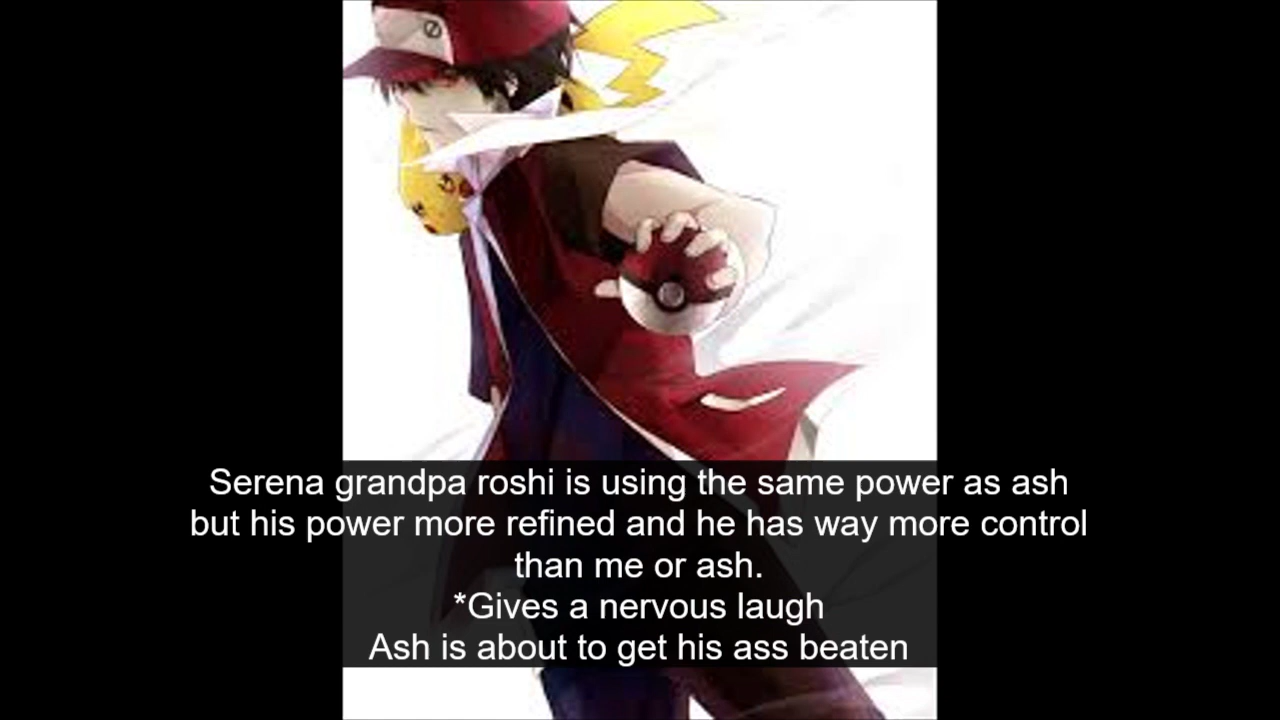 Serena grandpa roshi is using the same power as ash
but his power more refined and he has way more control
than me or ash.
*Gives a nervous laugh
Ash is about to get his ass beaten